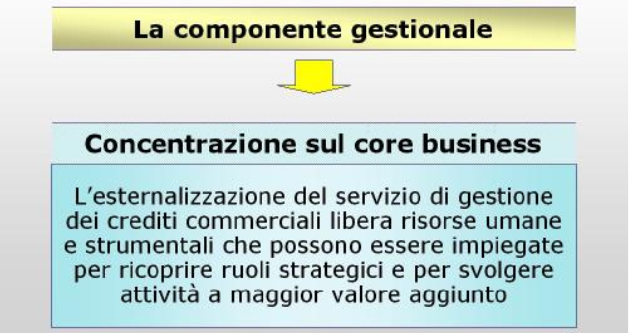 La componente gestionale
Concentrazione sul core business
L'esternalizzazione del servizio di gestione
dei crediti commerciali libera risorse umane
e strumentali che possono essere impiegate
per ricoprire ruoli strategici e per svolgere
attività a maggior valore aggiunto